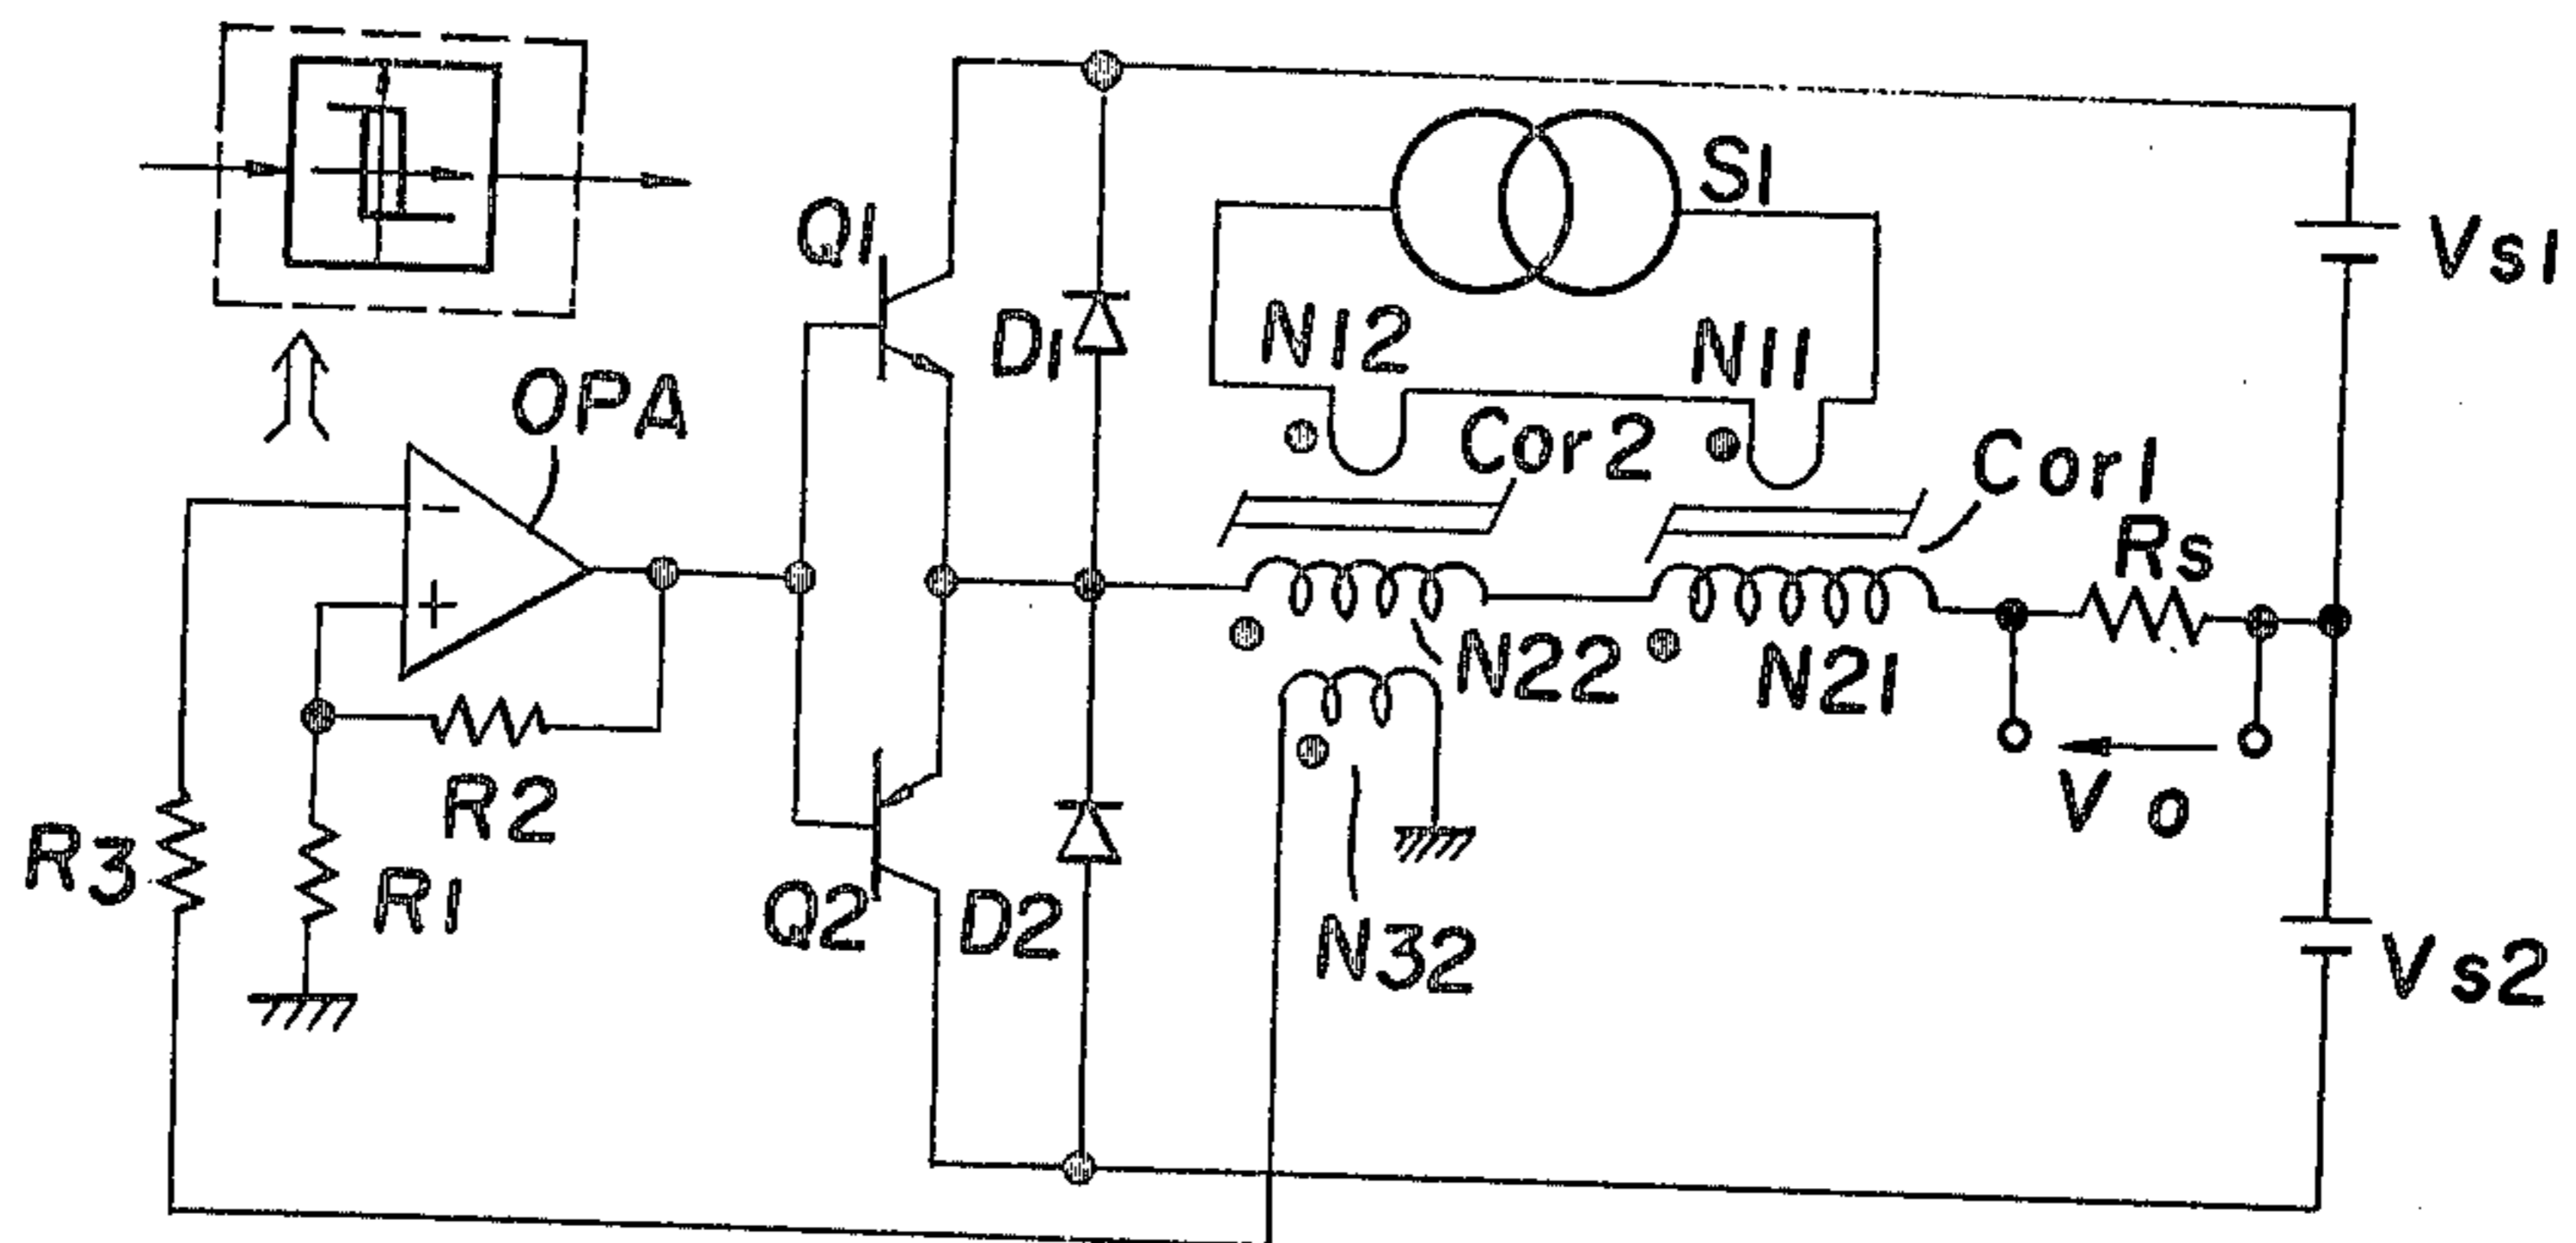 S1
Vs1
Q1
D1
N12
N11
OPA
Cor2
Cor1
−
Rs
+
N22
N21
R2
Vo
R3
R1
Q2
D2
N32
Vs2